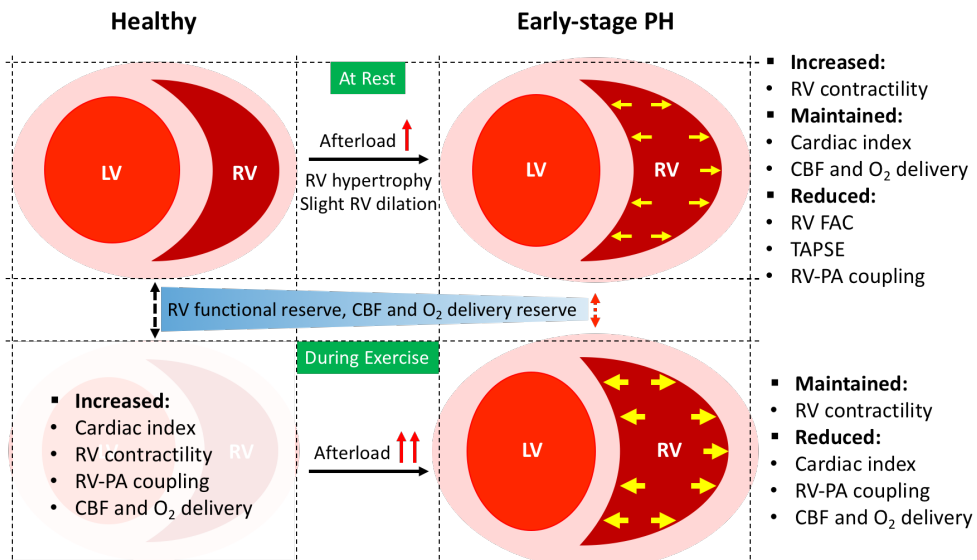 Healthy
Early-stage PH
At Rest
LV
RV
Afterload
RV hypertrophy
Slight RV dilation
LV
RV
▪ Increased:
• RV contractility
▪ Maintained:
• Cardiac index
• CBF and O₂ delivery
▪ Reduced:
• RV FAC
• TAPSE
• RV-PA coupling
RV functional reserve, CBF and O₂ delivery reserve
During Exercise
▪ Increased:
• Cardiac index
• RV contractility
• RV-PA coupling
• CBF and O₂ delivery
RV
Afterload
LV
RV
▪ Maintained:
• RV contractility
▪ Reduced:
• Cardiac index
• RV-PA coupling
• CBF and O₂ delivery